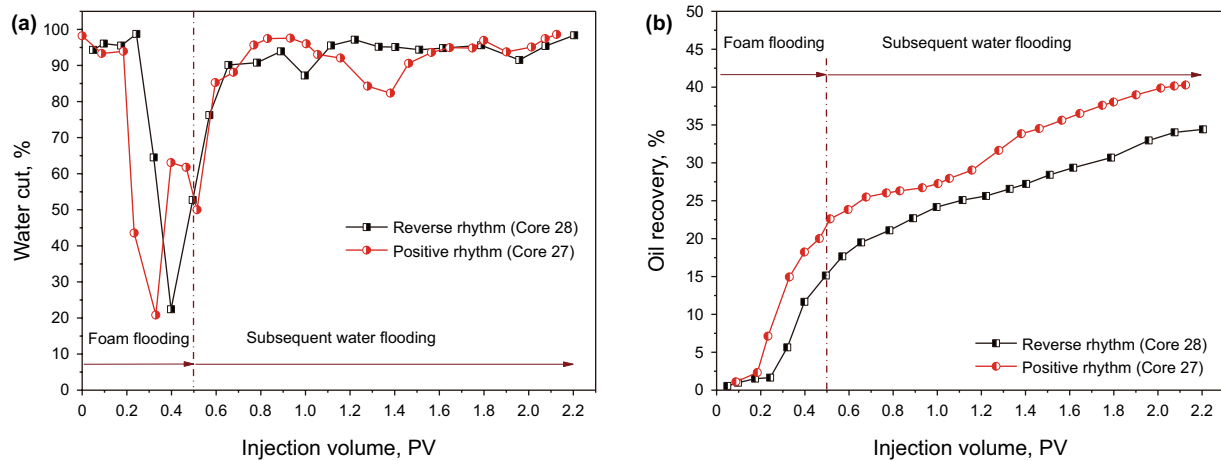 (a)
100
90
80
70
60
50
40
30
20
10
0
Water cut, %
Reverse rhythm (Core 28)
Positive rhythm (Core 27)
Foam flooding
Subsequent water flooding
0 0.2 0.4 0.6 0.8 1.0 1.2 1.4 1.6 1.8 2.0 2.2
Injection volume, PV
(b)
50
45
40
35
30
25
20
15
10
5
0
Oil recovery, %
Foam flooding
Subsequent water flooding
Reverse rhythm (Core 28)
Positive rhythm (Core 27)
0 0.2 0.4 0.6 0.8 1.0 1.2 1.4 1.6 1.8 2.0 2.2
Injection volume, PV